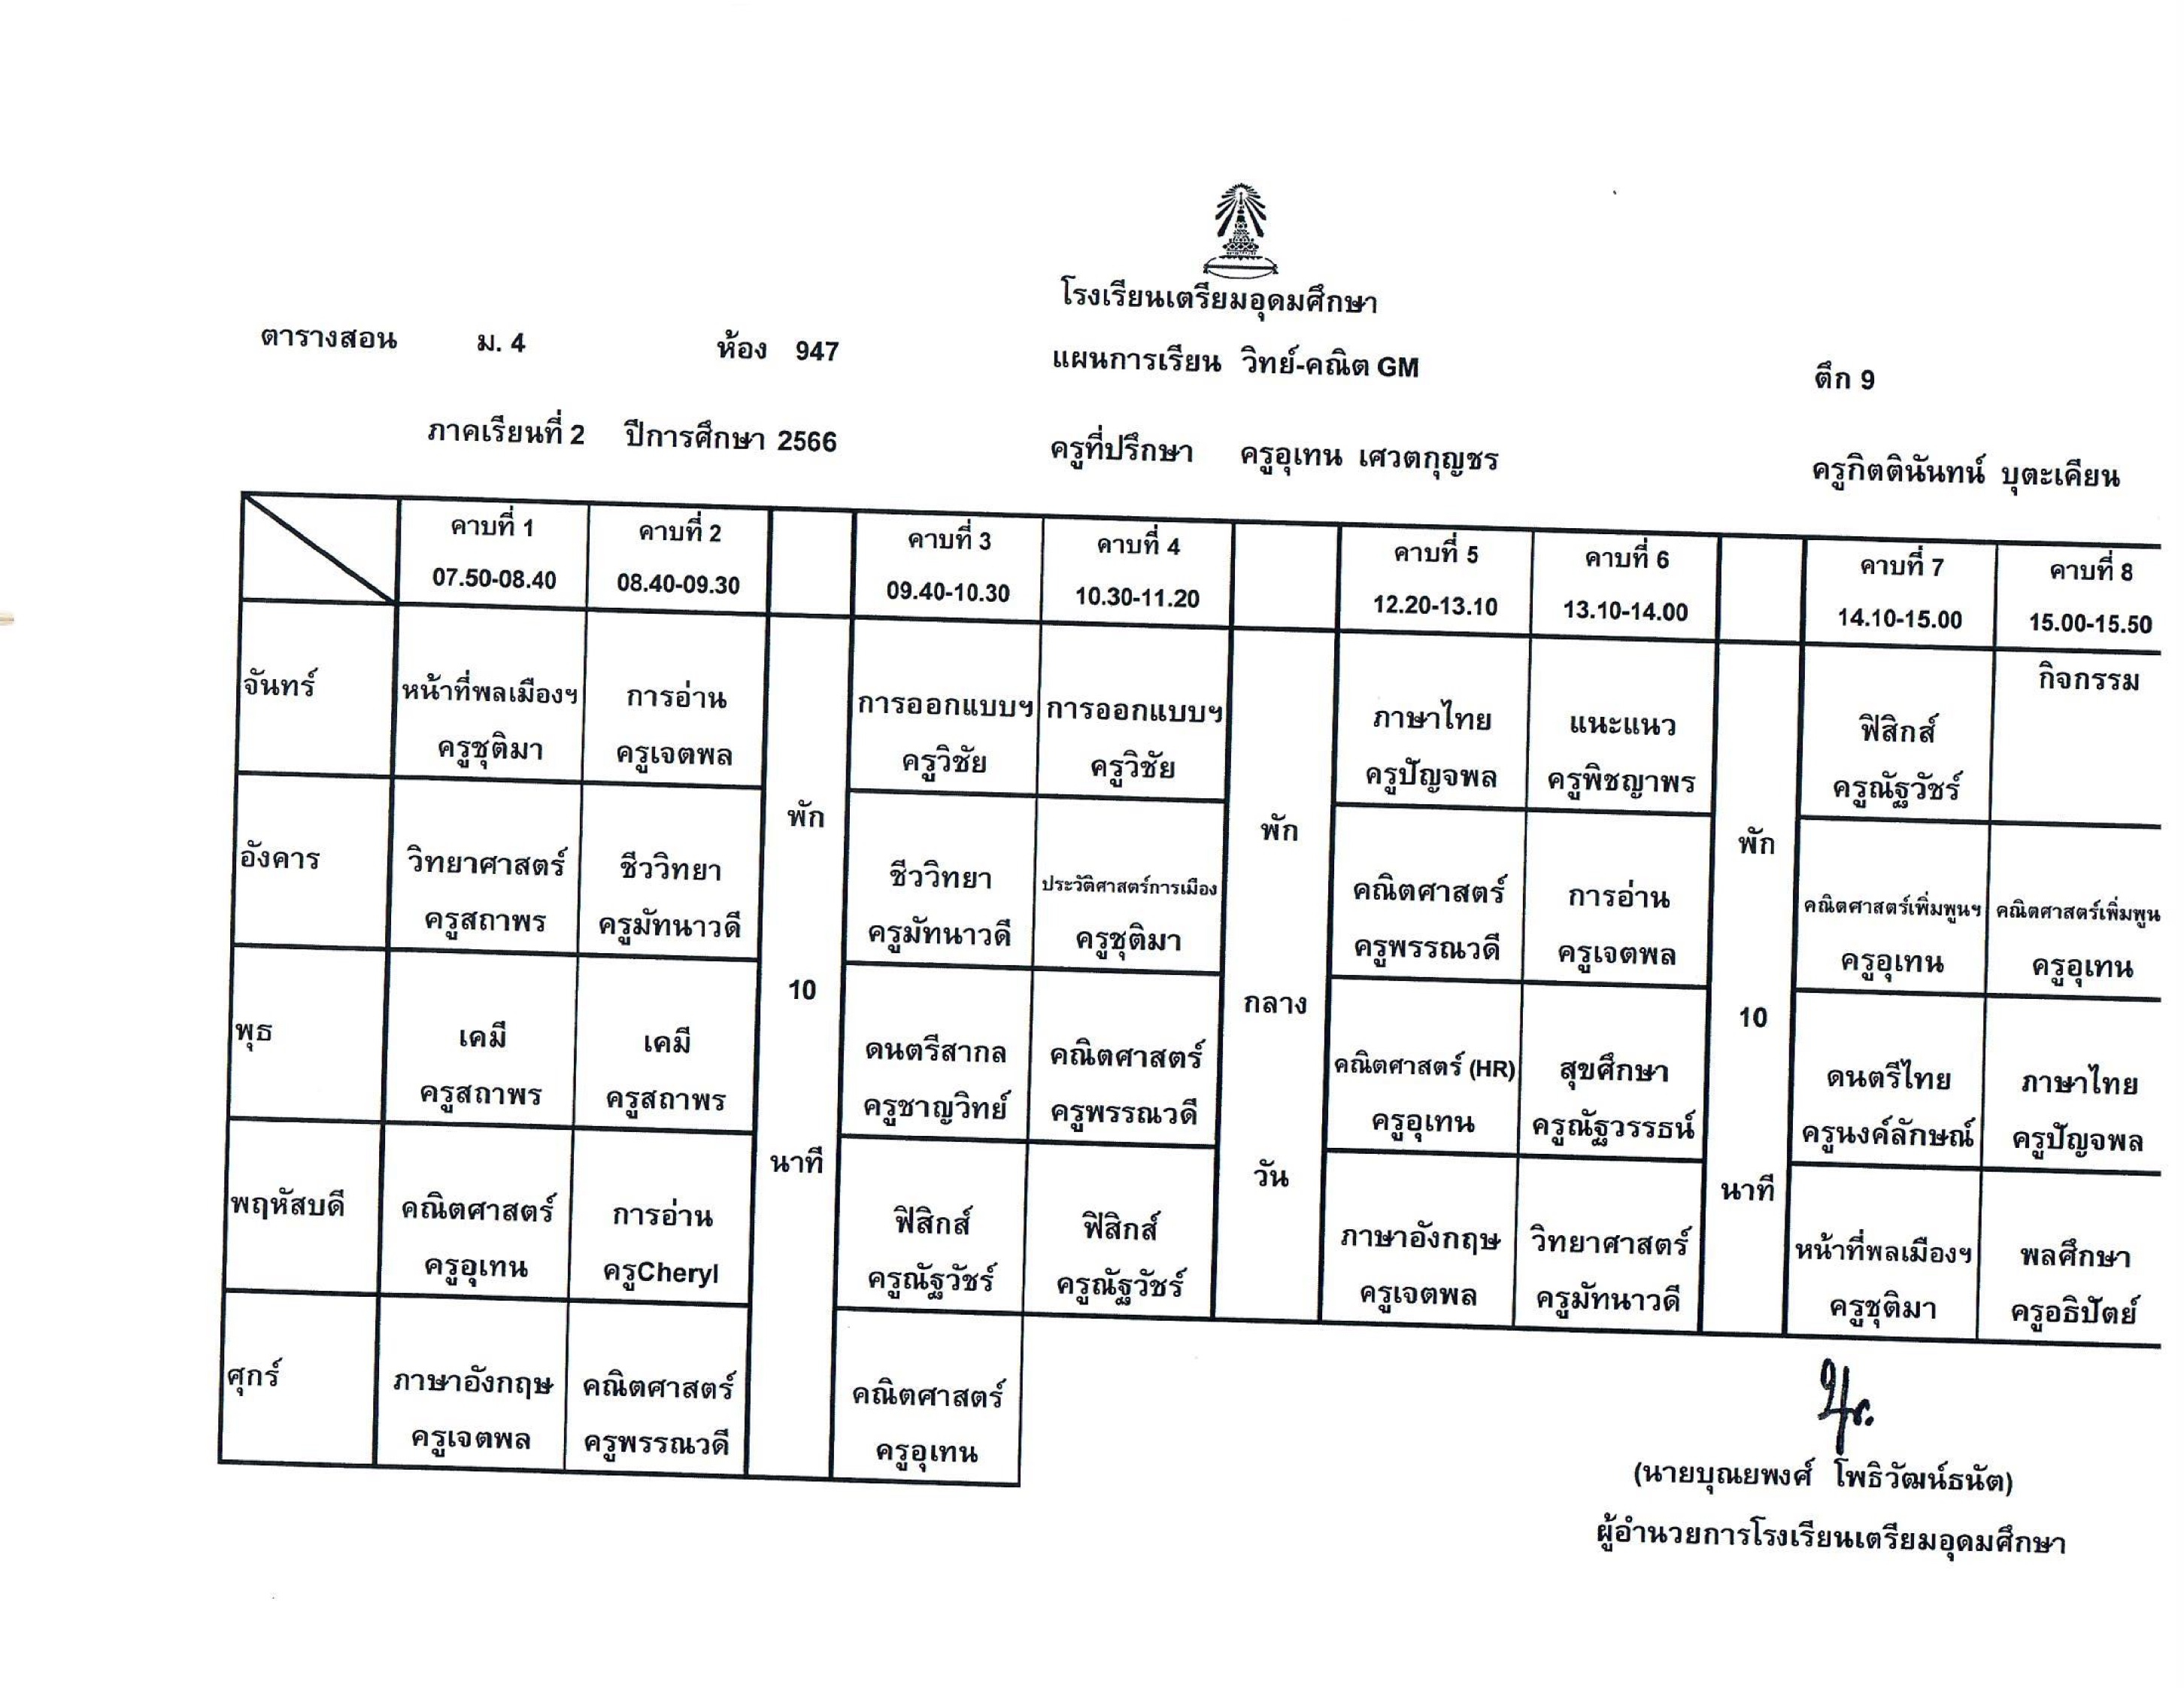 โรงเรียนเตรียมอุดมศึกษา
ตารางสอน ม. 4 ห้อง 947 แผนการเรียน วิทย์-คณิต GM ตึก 9
ภาคเรียนที่ 2 ปีการศึกษา 2566 ครูที่ปรึกษา ครูอุเทน เศวตกุญชร ครูกิตตินันทน์ บุตะเคียน
คาบที่ 1 คาบที่ 2 คาบที่ 3 คาบที่ 4 คาบที่ 5 คาบที่ 6 คาบที่ 7 คาบที่ 8
07.50-08.40 08.40-09.30 09.40-10.30 10.30-11.20 12.20-13.10 13.10-14.00 14.10-15.00 15.00-15.50
จันทร์ หน้าที่พลเมืองฯ การอ่าน การออกแบบฯ การออกแบบฯ ภาษาไทย แนะแนว ฟิสิกส์ กิจกรรม
ครูชุติมา ครูเจตพล ครูวิชัย ครูวิชัย ครูปัญจพล ครูพิชญาพร ครูณัฐวัชร์
พัก พัก พัก
อังคาร วิทยาศาสตร์ ชีววิทยา ชีววิทยา ประวัติศาสตร์การเมือง คณิตศาสตร์ การอ่าน คณิตศาสตร์เพิ่มพูนฯ คณิตศาสตร์เพิ่มพูน
ครูสถาพร ครูมัทนาวดี ครูมัทนาวดี ครูชุติมา ครูพรรณวดี ครูเจตพล ครูอุเทน ครูอุเทน
10 กลาง 10
พุธ เคมี เคมี ดนตรีสากล คณิตศาสตร์ คณิตศาสตร์ (HR) สุขศึกษา ดนตรีไทย ภาษาไทย
ครูสถาพร ครูสถาพร ครูชาญวิทย์ ครูพรรณวดี ครูอุเทน ครูณัฐวรรธน์ ครูนงค์ลักษณ์ ครูปัญจพล
นาที วัน นาที
พฤหัสบดี คณิตศาสตร์ การอ่าน ฟิสิกส์ ฟิสิกส์ ภาษาอังกฤษ วิทยาศาสตร์ หน้าที่พลเมืองฯ พลศึกษา
ครูอุเทน ครูCheryl ครูณัฐวัชร์ ครูณัฐวัชร์ ครูเจตพล ครูมัทนาวดี ครูชุติมา ครูอธิปัตย์
ศุกร์ ภาษาอังกฤษ คณิตศาสตร์ คณิตศาสตร์
ครูเจตพล ครูพรรณวดี ครูอุเทน
(นายบุณยพงศ์ โพธิวัฒน์ธนัต)
ผู้อำนวยการโรงเรียนเตรียมอุดมศึกษา